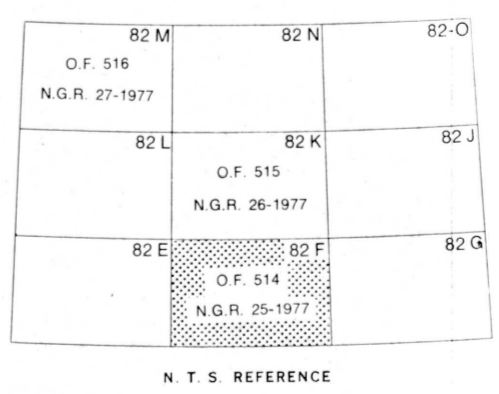 82 M
82 N
82-O
O.F. 516
N.G.R. 27-1977
82 L
82 K
82 J
O.F. 515
N.G.R. 26-1977
82 E
82 F
82 G
O.F. 514
N.G.R. 25-1977
N. T. S. REFERENCE